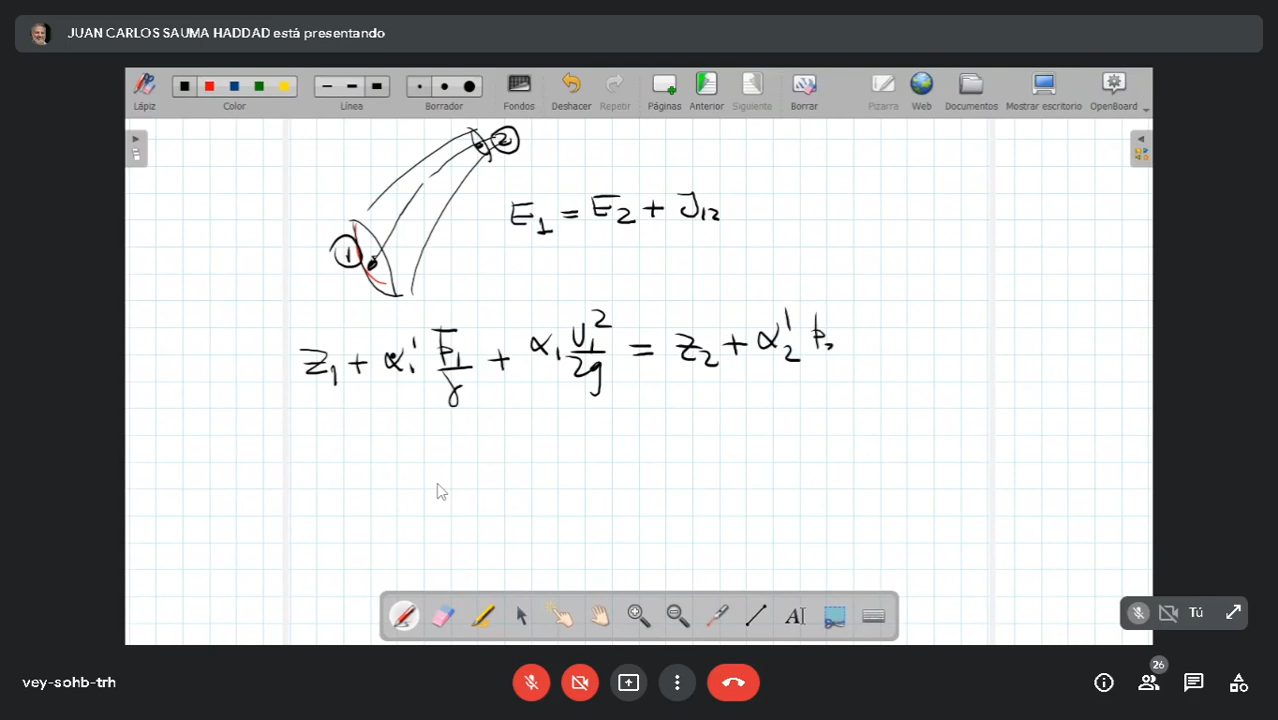 JUAN CARLOS SAUMA HADDAD está presentando
Lápiz Color Línea Borrador Fondos Deshacer Repetir Páginas Anterior Siguiente Borrar Pizarra Web Documentos Mostrar escritorio OpenBoard
2
E₁ = E₂ + J₁₂
1
Z₁ + α₁' P₁/γ + α₁ U₁²/2g = Z₂ + α₂' P₂
A
Tú
vey-sohb-trh
26